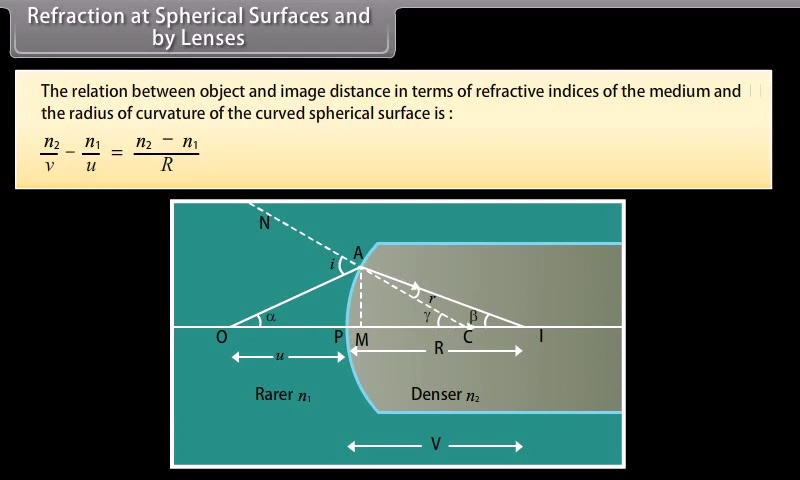 Refraction at Spherical Surfaces and
by Lenses
The relation between object and image distance in terms of refractive indices of the medium and
the radius of curvature of the curved spherical surface is :
n₂/v − n₁/u = n₂ − n₁/R
N
A
i
r
α
γ
β
O
P
M
C
I
u
R
Rarer n₁
Denser n₂
V